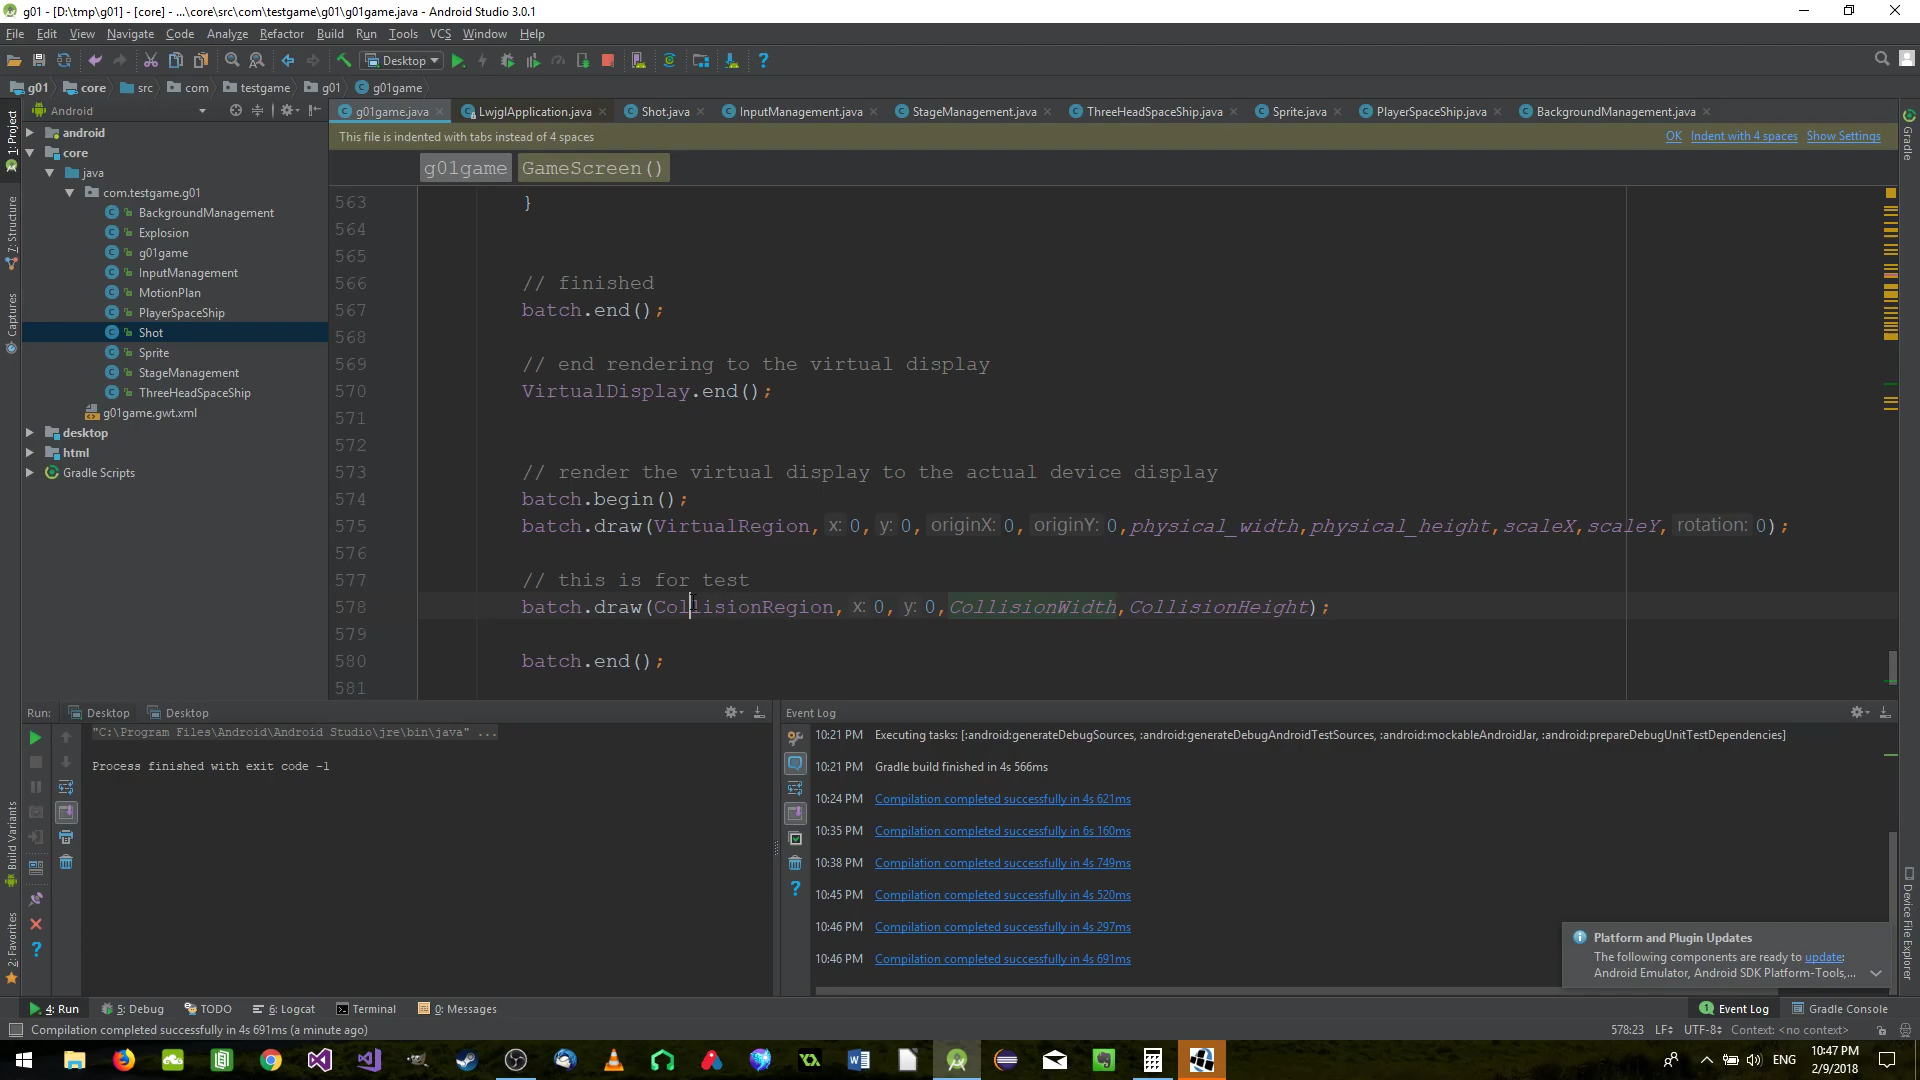 g01 - [D:\tmp\g01] - [core] - ...\core\src\com\testgame\g01\g01game.java - Android Studio 3.0.1
File Edit View Navigate Code Analyze Refactor Build Run Tools VCS Window Help
Desktop
g01 core src com testgame g01 g01game
Android
g01game.java LwjglApplication.java Shot.java InputManagement.java StageManagement.java ThreeHeadSpaceShip.java Sprite.java PlayerSpaceShip.java BackgroundManagement.java
This file is indented with tabs instead of 4 spaces OK Indent with 4 spaces Show Settings
g01game GameScreen()
1: Project
7: Structure
Captures
Build Variants
2: Favorites
android
core
java
com.testgame.g01
BackgroundManagement
Explosion
g01game
InputManagement
MotionPlan
PlayerSpaceShip
Shot
Sprite
StageManagement
ThreeHeadSpaceShip
g01game.gwt.xml
desktop
html
Gradle Scripts
563 }
564
565
566 // finished
567 batch.end();
568
569 // end rendering to the virtual display
570 VirtualDisplay.end();
571
572
573 // render the virtual display to the actual device display
574 batch.begin();
575 batch.draw(VirtualRegion, x: 0, y: 0, originX: 0, originY: 0,physical_width,physical_height,scaleX,scaleY, rotation: 0);
576
577 // this is for test
578 batch.draw(CollisionRegion, x: 0, y: 0,CollisionWidth,CollisionHeight);
579
580 batch.end();
581
Gradle
Device File Explorer
Run: Desktop Desktop
"C:\Program Files\Android\Android Studio\jre\bin\java" ...
Process finished with exit code -1
Event Log
10:21 PM Executing tasks: [:android:generateDebugSources, :android:generateDebugAndroidTestSources, :android:mockableAndroidJar, :android:prepareDebugUnitTestDependencies]
10:21 PM Gradle build finished in 4s 566ms
10:24 PM Compilation completed successfully in 4s 621ms
10:35 PM Compilation completed successfully in 6s 160ms
10:38 PM Compilation completed successfully in 4s 749ms
10:45 PM Compilation completed successfully in 4s 520ms
10:46 PM Compilation completed successfully in 4s 297ms
10:46 PM Compilation completed successfully in 4s 691ms
Platform and Plugin Updates
The following components are ready to update:
Android Emulator, Android SDK Platform-Tools,...
4: Run 5: Debug TODO 6: Logcat Terminal 0: Messages 1 Event Log Gradle Console
Compilation completed successfully in 4s 691ms (a minute ago) 578:23 LF UTF-8 Context: <no context>
ENG
10:47 PM
2/9/2018